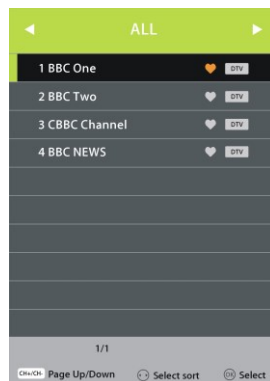 ALL
1 BBC One DTV
2 BBC Two DTV
3 CBBC Channel DTV
4 BBC NEWS DTV
1/1
CH+/CH- Page Up/Down Select sort OK Select